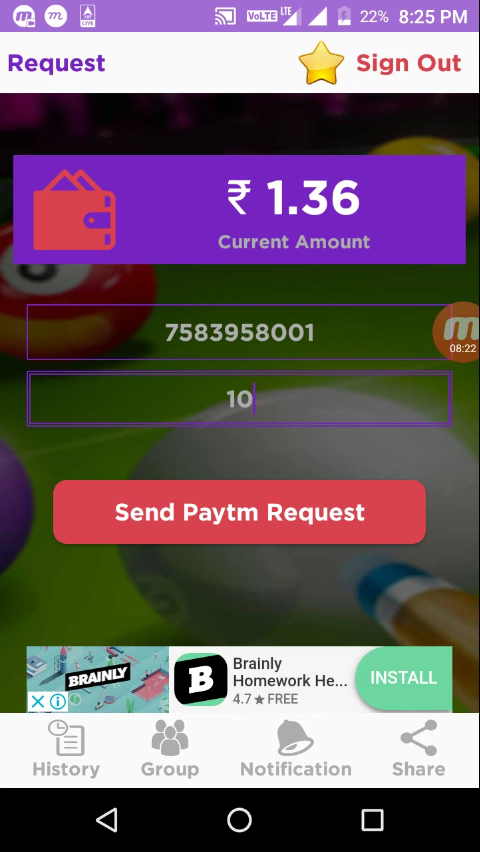 VoLTE LTE 22% 8:25 PM
Request
Sign Out
₹ 1.36
Current Amount
7583958001
08:22
10
Send Paytm Request
BRAINLY
Brainly
Homework He...
4.7★FREE
INSTALL
History
Group
Notification
Share